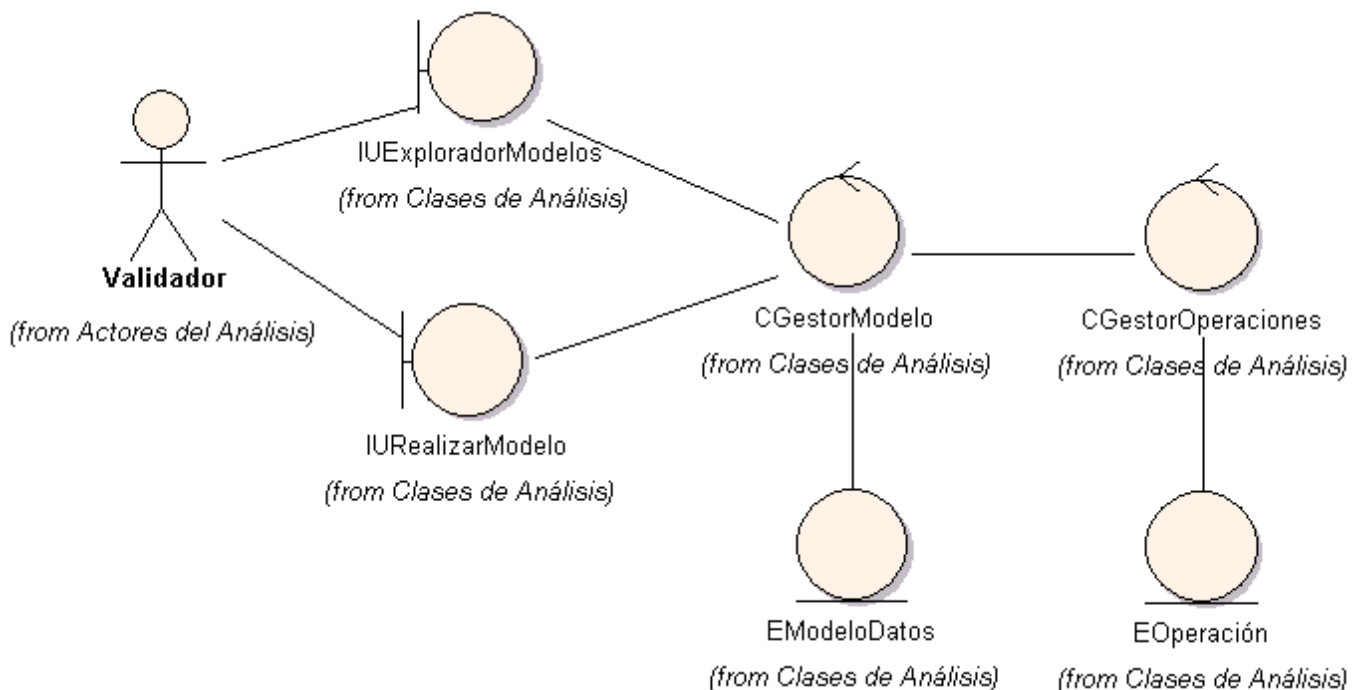 IUExploradorModelos
(from Clases de Análisis)
Validador
(from Actores del Análisis)
CGestorModelo
(from Clases de Análisis)
CGestorOperaciones
(from Clases de Análisis)
IURealizarModelo
(from Clases de Análisis)
EModeloDatos
(from Clases de Análisis)
EOperación
(from Clases de Análisis)